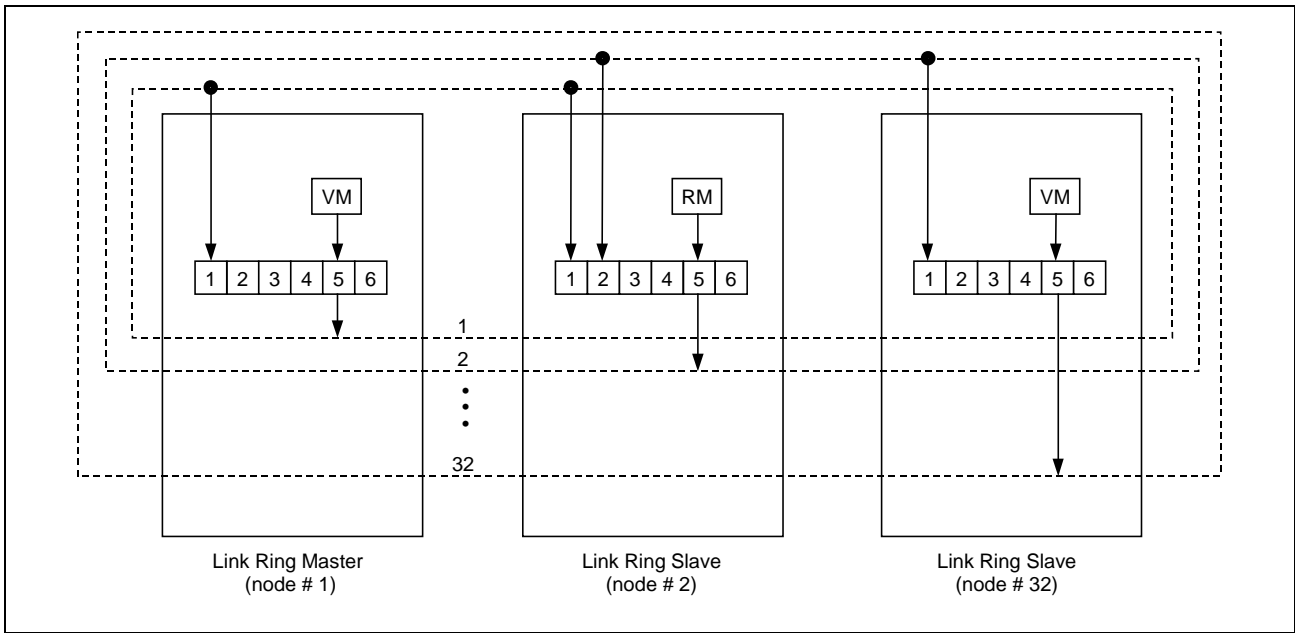 VM
RM
VM
1 2 3 4 5 6
1 2 3 4 5 6
1 2 3 4 5 6
1
2
32
Link Ring Master
(node # 1)
Link Ring Slave
(node # 2)
Link Ring Slave
(node # 32)